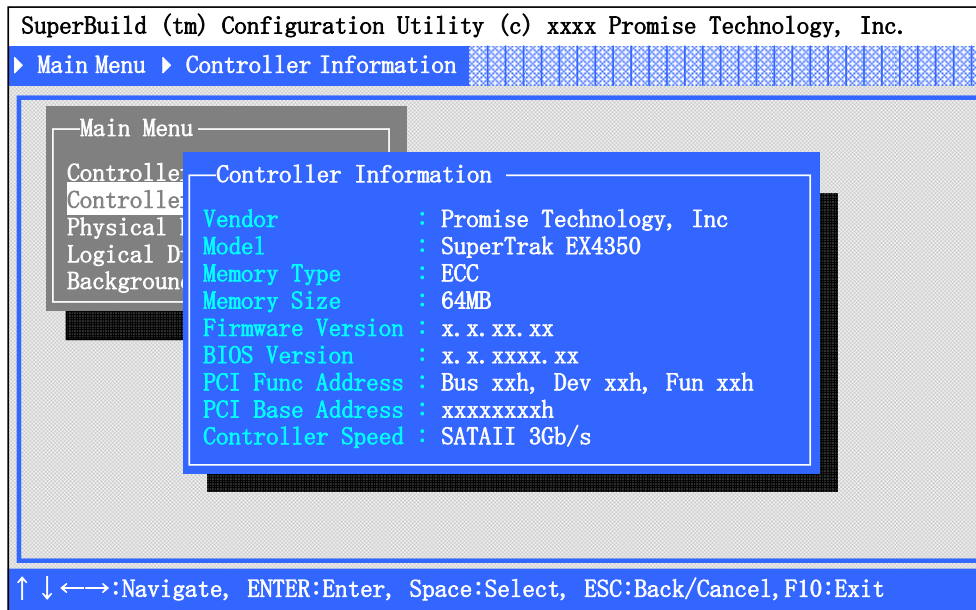 SuperBuild (tm) Configuration Utility (c) xxxx Promise Technology, Inc.
Main Menu ▶ Controller Information
Main Menu
Controller
Controller
Physical
Logical
Background
Controller Information
Vendor : Promise Technology, Inc
Model : SuperTrak EX4350
Memory Type : ECC
Memory Size : 64MB
Firmware Version : x.x.xx.xx
BIOS Version : x.x.xxxx.xx
PCI Func Address : Bus xxh, Dev xxh, Fun xxh
PCI Base Address : xxxxxxxxh
Controller Speed : SATAII 3Gb/s
↑ ↓ ←→:Navigate, ENTER:Enter, Space:Select, ESC:Back/Cancel,F10:Exit